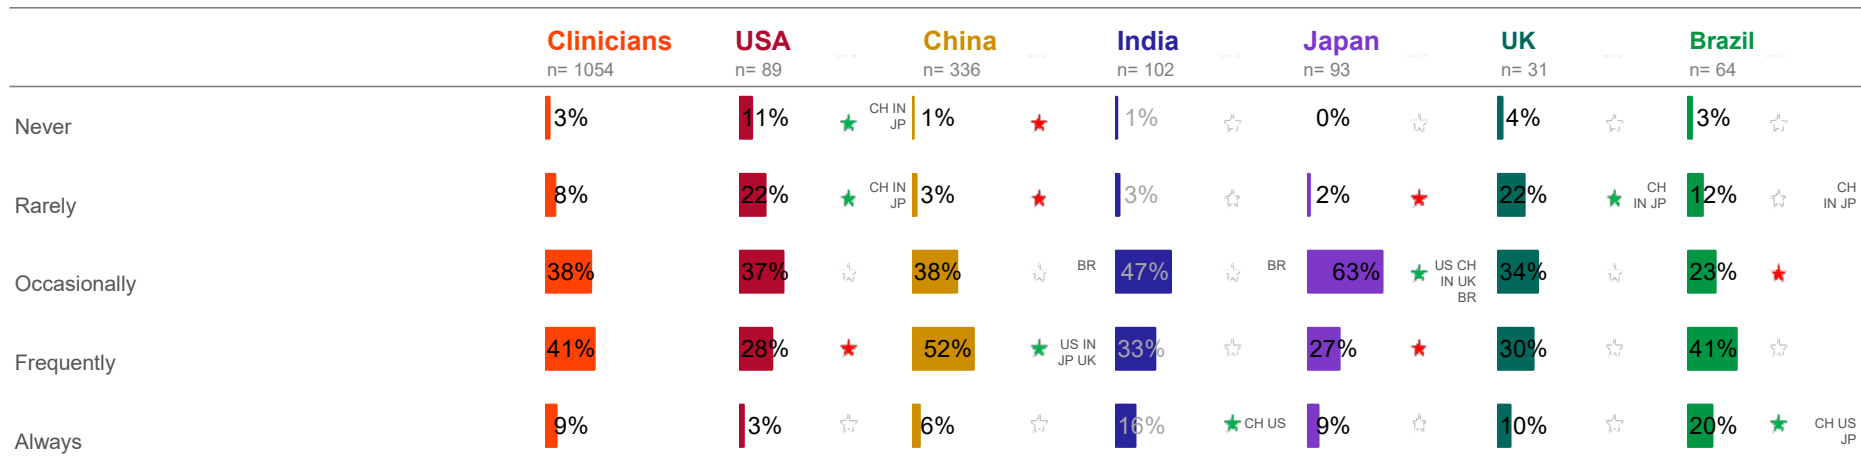 Clinicians USA China India Japan UK Brazil
n= 1054 n= 89 n= 336 n= 102 n= 93 n= 31 n= 64
Never 3% 11% CH IN JP 1% 1% 0% 4% 3%
Rarely 8% 22% CH IN JP 3% 3% 2% 22% CH IN JP 12% CH IN JP
Occasionally 38% 37% 38% BR 47% BR 63% US CH IN UK BR 34% 23%
Frequently 41% 28% 52% US IN JP UK 33% 27% 30% 41%
Always 9% 3% 6% 16% CH US 9% 10% 20% CH US JP